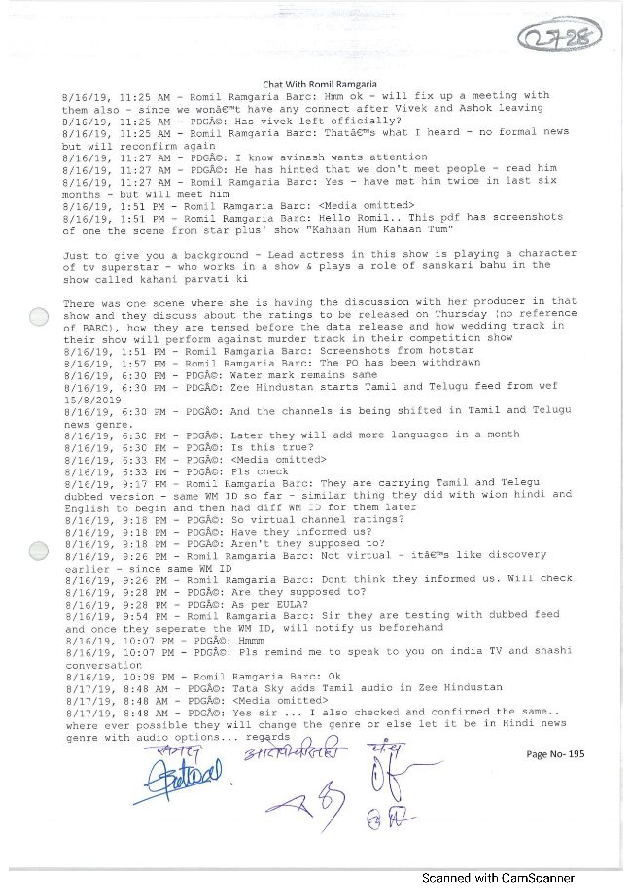 2728
Chat With Romil Ramgaria
8/16/19, 11:25 AM - Romil Ramgaria Barc: Hmm ok - will fix up a meeting with
them also - since we wonâ€™t have any connect after Vivek and Ashok leaving
8/16/19, 11:25 AM - PDGÂ©: Has vivek left officially?
8/16/19, 11:25 AM - Romil Ramgaria Barc: Thatâ€™s what I heard - no formal news
but will reconfirm again
8/16/19, 11:27 AM - PDGÂ©: I know avinash wants attention
8/16/19, 11:27 AM - PDGÂ©: He has hinted that we don't meet people - read him
8/16/19, 11:27 AM - Romil Ramgaria Barc: Yes - have met him twice in last six
months - but will meet him
8/16/19, 1:51 PM - Romil Ramgaria Barc: <Media omitted>
8/16/19, 1:51 PM - Romil Ramgaria Barc: Hello Romil.. This pdf has screenshots
of one the scene from star plus' show "Kahaan Hum Kahaan Tum"
Just to give you a background - Lead actress in this show is playing a character
of tv superstar - who works in a show & plays a role of sanskari bahu in the
show called kahani parvati ki
There was one scene where she is having the discussion with her producer in that
show and they discuss about the ratings to be released on Thursday (no reference
of BARC), how they are tensed before the data release and how wedding track in
their show will perform against murder track in their competition show
8/16/19, 1:51 PM - Romil Ramgaria Barc: Screenshots from hotstar
8/16/19, 1:57 PM - Romil Ramgaria Barc: The PO has been withdrawn
8/16/19, 6:30 PM - PDGÂ©: Water mark remains same
8/16/19, 6:30 PM - PDGÂ©: Zee Hindustan starts Tamil and Telugu feed from wef
15/8/2019
8/16/19, 6:30 PM - PDGÂ©: And the channels is being shifted in Tamil and Telugu
news genre.
8/16/19, 6:30 PM - PDGÂ©: Later they will add more languages in a month
8/16/19, 6:30 PM - PDGÂ©: Is this true?
8/16/19, 6:33 PM - PDGÂ©: <Media omitted>
8/16/19, 6:33 PM - PDGÂ©: Pls check
8/16/19, 9:17 PM - Romil Ramgaria Barc: They are carrying Tamil and Telegu
dubbed version - same WM ID so far - similar thing they did with wion hindi and
English to begin and then had diff WM ID for them later
8/16/19, 9:18 PM - PDGÂ©: So virtual channel ratings?
8/16/19, 9:18 PM - PDGÂ©: Have they informed us?
8/16/19, 9:18 PM - PDGÂ©: Aren't they supposed to?
8/16/19, 9:26 PM - Romil Ramgaria Barc: Not virtual - itâ€™s like discovery
earlier - since same WM ID
8/16/19, 9:26 PM - Romil Ramgaria Barc: Dont think they informed us. Will check
8/16/19, 9:28 PM - PDGÂ©: Are they supposed to?
8/16/19, 9:28 PM - PDGÂ©: As per EULA?
8/16/19, 9:54 PM - Romil Ramgaria Barc: Sir they are testing with dubbed feed
and once they seperate the WM ID, will notify us beforehand
8/16/19, 10:07 PM - PDGÂ©: Hmmm
8/16/19, 10:07 PM - PDGÂ©: Pls remind me to speak to you on india TV and shashi
conversation
8/16/19, 10:08 PM - Romil Ramgaria Barc: Ok
8/17/19, 8:48 AM - PDGÂ©: Tata Sky adds Tamil audio in Zee Hindustan
8/17/19, 8:48 AM - PDGÂ©: <Media omitted>
8/17/19, 8:48 AM - PDGÂ©: Yes sir ... I also checked and confirmed the same..
where ever possible they will change the genre or else let it be in Hindi news
genre with audio options... regards
समक्ष
पंच
Page No- 195
Scanned with CamScanner